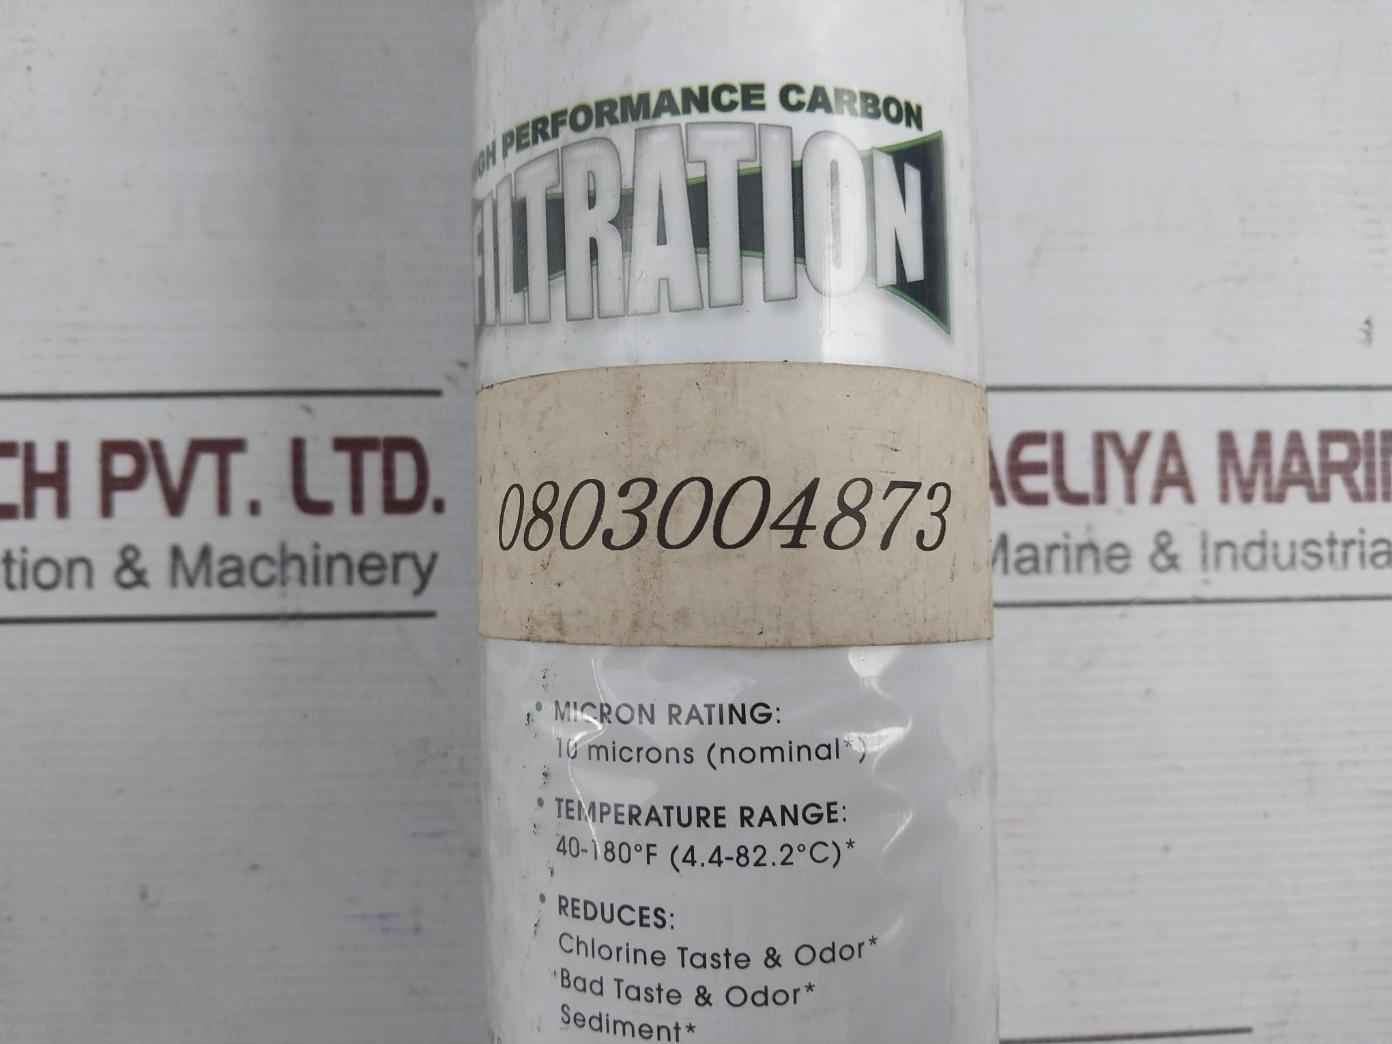 PERFORMANCE CARBON
FILTRATION
CH PVT. LTD.
tion & Machinery
0803004873
AELIYA MARI
Marine & Industria
• MICRON RATING:
10 microns (nominal*)
• TEMPERATURE RANGE:
40-180°F (4.4-82.2°C)*
• REDUCES:
Chlorine Taste & Odor*
Bad Taste & Odor*
Sediment*